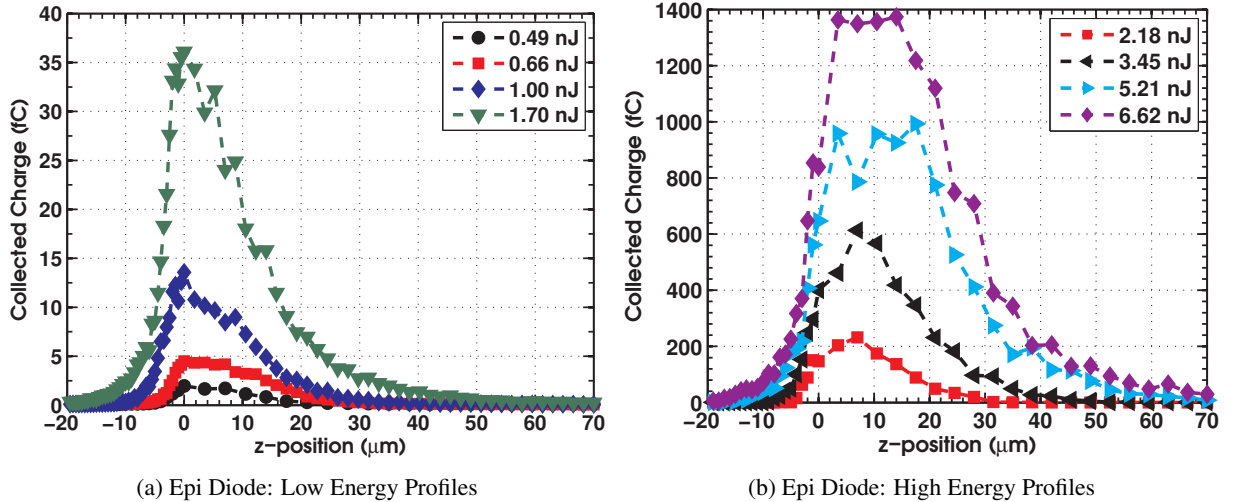 40
35
30
25
20
15
10
5
0
Collected Charge (fC)
−20 −10 0 10 20 30 40 50 60 70
z−position (μm)
0.49 nJ
0.66 nJ
1.00 nJ
1.70 nJ
(a) Epi Diode: Low Energy Profiles
1400
1200
1000
800
600
400
200
0
Collected Charge (fC)
−20 −10 0 10 20 30 40 50 60 70
z−position (μm)
2.18 nJ
3.45 nJ
5.21 nJ
6.62 nJ
(b) Epi Diode: High Energy Profiles